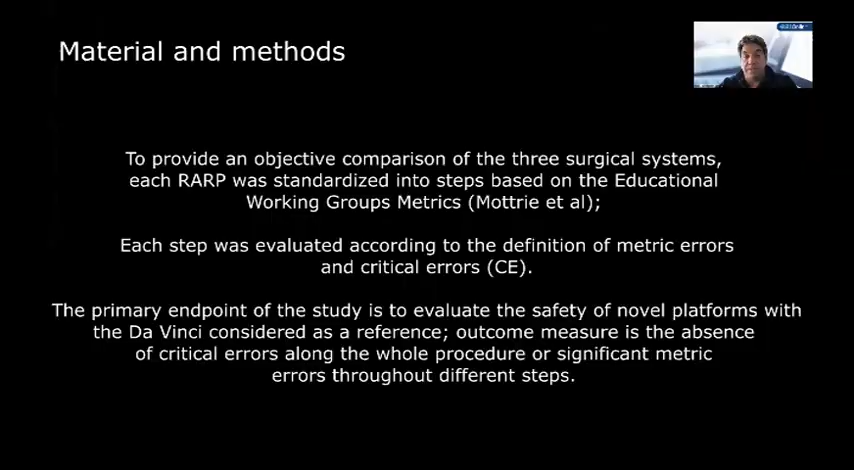 Material and methods
To provide an objective comparison of the three surgical systems,
each RARP was standardized into steps based on the Educational
Working Groups Metrics (Mottrie et al);
Each step was evaluated according to the definition of metric errors
and critical errors (CE).
The primary endpoint of the study is to evaluate the safety of novel platforms with
the Da Vinci considered as a reference; outcome measure is the absence
of critical errors along the whole procedure or significant metric
errors throughout different steps.